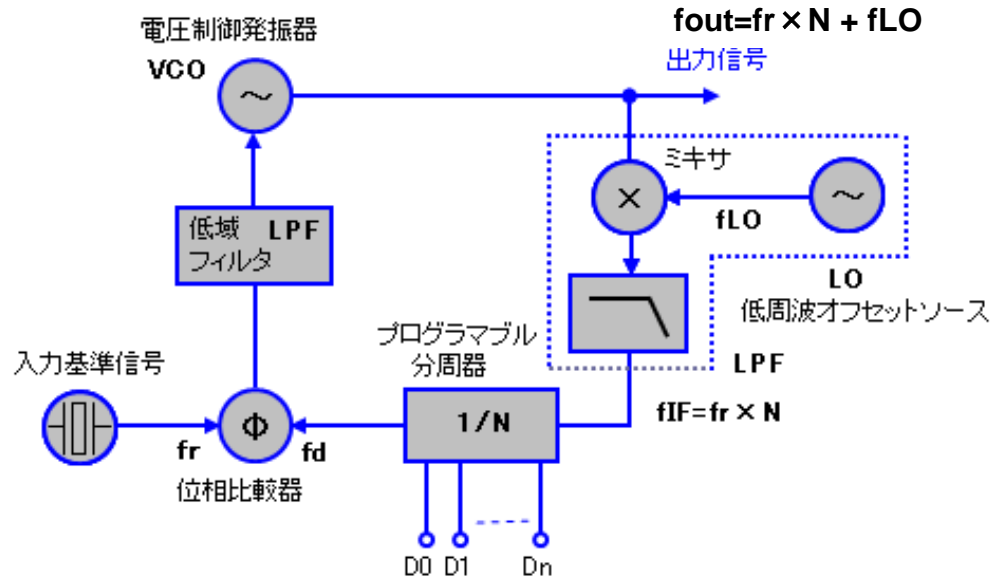 fout=fr×N + fLO
出力信号
電圧制御発振器
VCO
~
ミキサ
×
~
fLO
LO
低周波オフセットソース
低域 LPF
フィルタ
LPF
プログラマブル
分周器
入力基準信号
1/N
fIF=fr×N
Φ
fr
fd
位相比較器
D0 D1 Dn